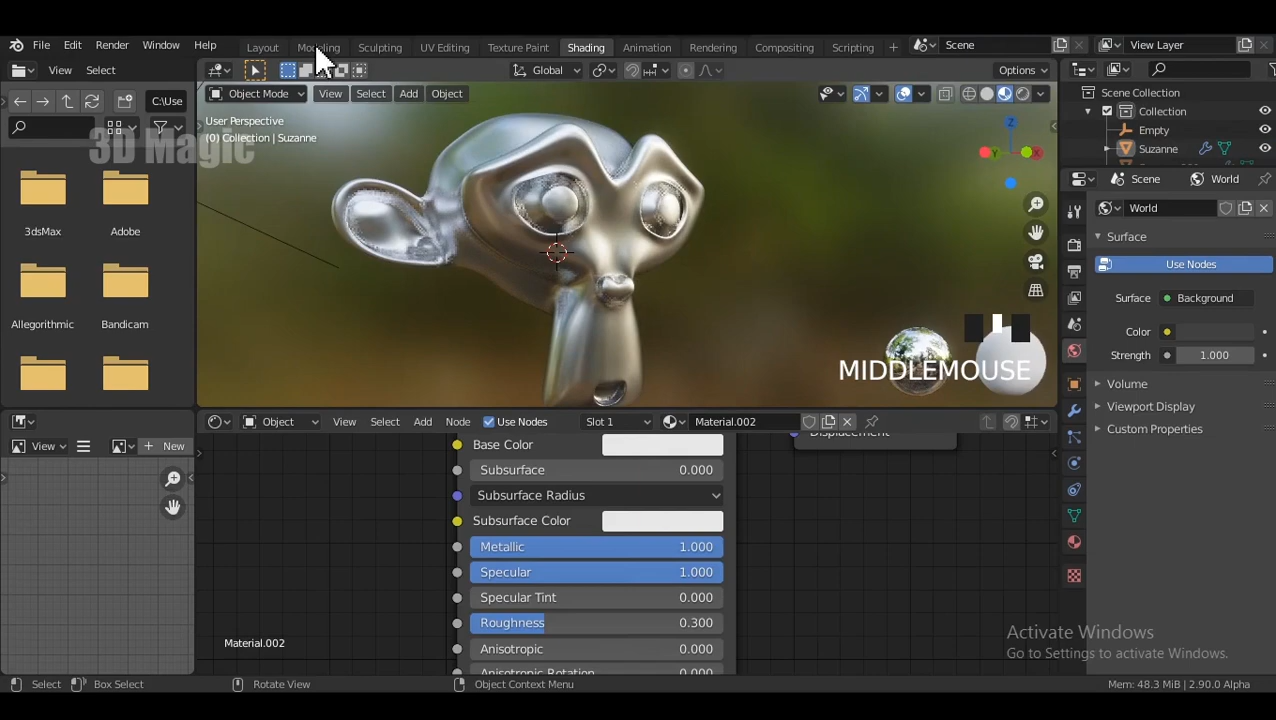 File Edit Render Window Help Layout Modeling Sculpting UV Editing Texture Paint Shading Animation Rendering Compositing Scripting + Scene View Layer
View Select Global Options
C:\Use Object Mode View Select Add Object Scene Collection
User Perspective Collection
(0) Collection | Suzanne Empty
3D Magic Suzanne
Z
Y X
Scene World
World
3dsMax Adobe
Surface
Use Nodes
Surface Background
Allegorithmic Bandicam
Color
Strength 1.000
MIDDLEMOUSE
Volume
Viewport Display
Custom Properties
Object View Select Add Node Use Nodes Slot 1 Material.002
View New
Base Color
Displacement
Subsurface 0.000
Subsurface Radius
Subsurface Color
Metallic 1.000
Specular 1.000
Specular Tint 0.000
Roughness 0.300
Anisotropic 0.000
Anisotropic Rotation
Material.002
Activate Windows
Go to Settings to activate Windows.
Select Box Select Rotate View Object Context Menu Mem: 48.3 MiB | 2.90.0 Alpha